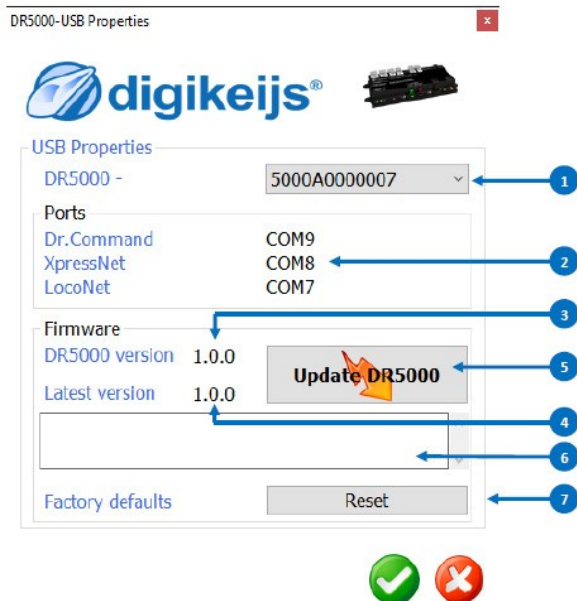 DR5000-USB Properties
x
digikeijs®
USB Properties
DR5000 - 5000A0000007
1
Ports
Dr.Command COM9
XpressNet COM8
2
LocoNet COM7
3
Firmware
DR5000 version 1.0.0
Update DR5000
5
Latest version 1.0.0
4
6
Factory defaults Reset
7